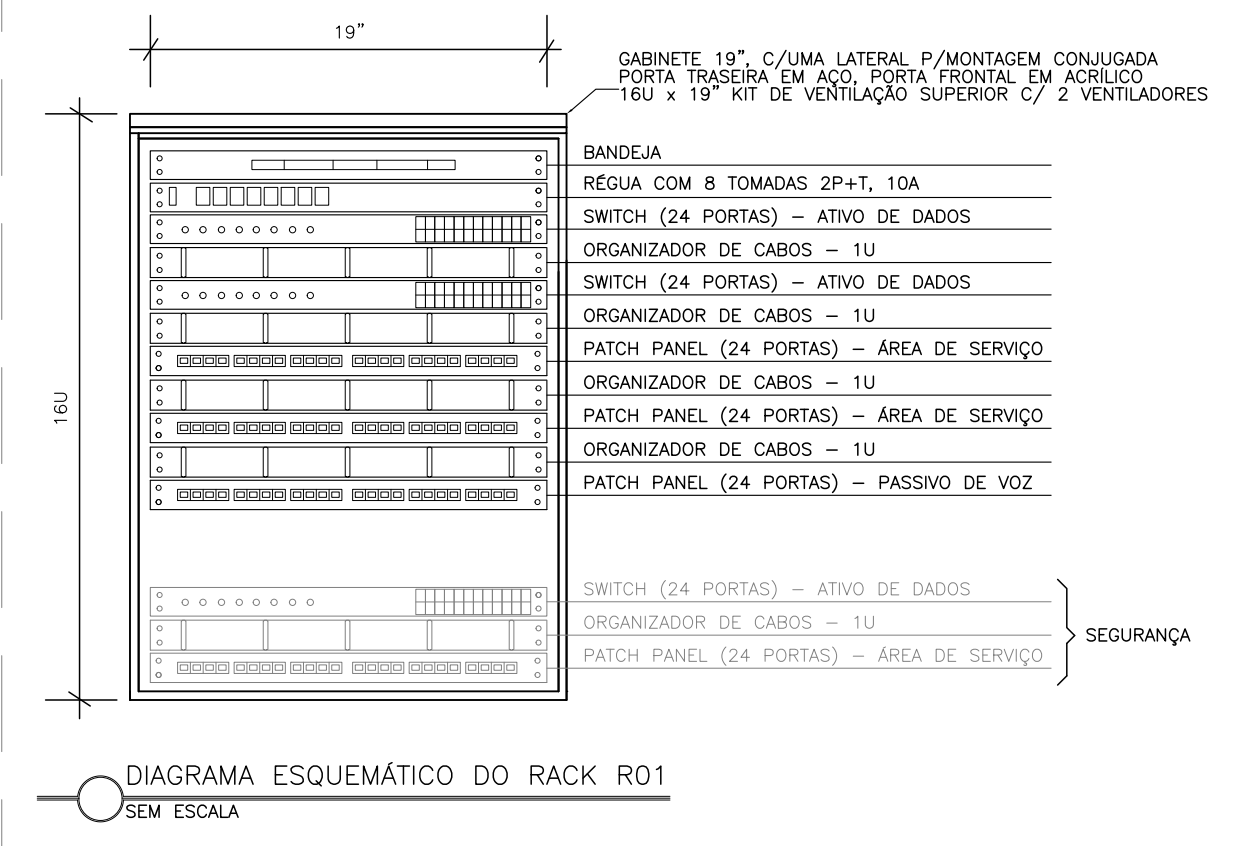 19”
GABINETE 19”, C/UMA LATERAL P/MONTAGEM CONJUGADA
PORTA TRASEIRA EM AÇO, PORTA FRONTAL EM ACRÍLICO
16U x 19” KIT DE VENTILAÇÃO SUPERIOR C/ 2 VENTILADORES
BANDEJA
RÉGUA COM 8 TOMADAS 2P+T, 10A
SWITCH (24 PORTAS) – ATIVO DE DADOS
ORGANIZADOR DE CABOS – 1U
SWITCH (24 PORTAS) – ATIVO DE DADOS
ORGANIZADOR DE CABOS – 1U
PATCH PANEL (24 PORTAS) – ÁREA DE SERVIÇO
ORGANIZADOR DE CABOS – 1U
16U
PATCH PANEL (24 PORTAS) – ÁREA DE SERVIÇO
ORGANIZADOR DE CABOS – 1U
PATCH PANEL (24 PORTAS) – PASSIVO DE VOZ
SWITCH (24 PORTAS) – ATIVO DE DADOS
ORGANIZADOR DE CABOS – 1U
SEGURANÇA
PATCH PANEL (24 PORTAS) – ÁREA DE SERVIÇO
DIAGRAMA ESQUEMÁTICO DO RACK R01
SEM ESCALA